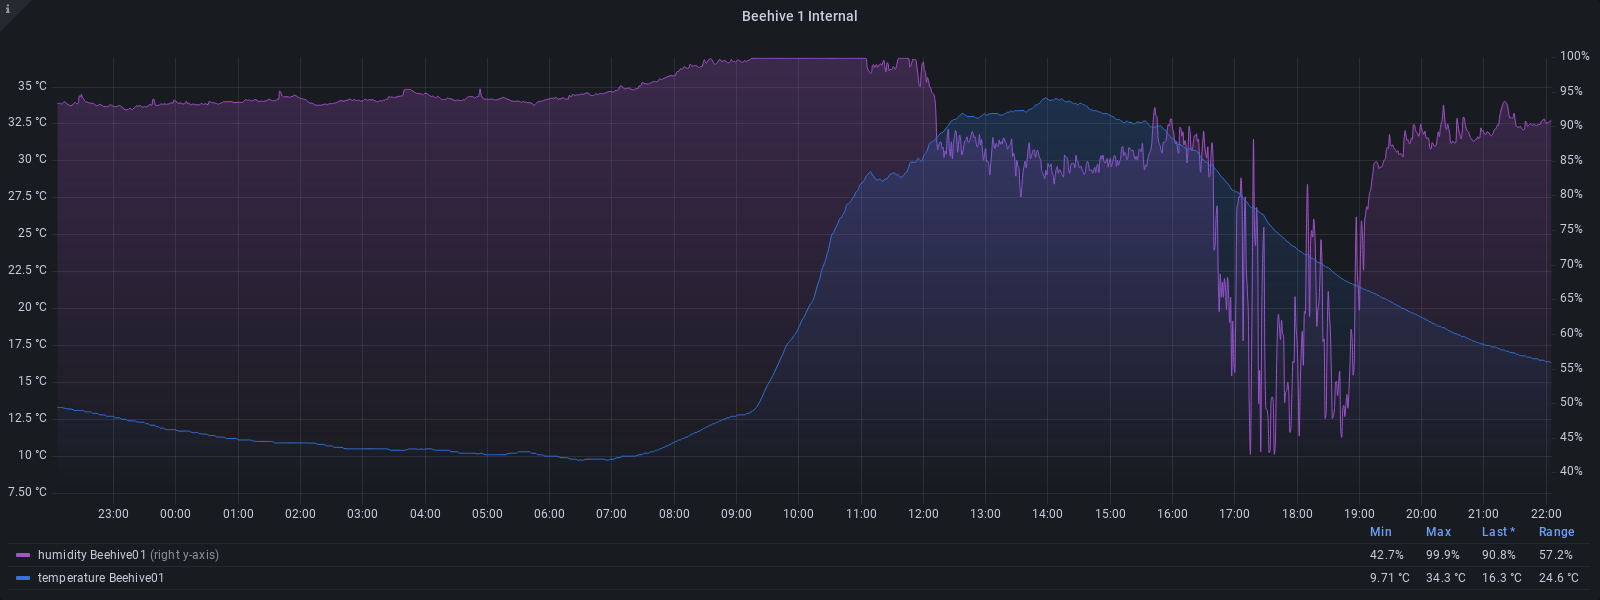 i
Beehive 1 Internal
35 °C
32.5 °C
30 °C
27.5 °C
25 °C
22.5 °C
20 °C
17.5 °C
15 °C
12.5 °C
10 °C
7.50 °C
100%
95%
90%
85%
80%
75%
70%
65%
60%
55%
50%
45%
40%
23:00 00:00 01:00 02:00 03:00 04:00 05:00 06:00 07:00 08:00 09:00 10:00 11:00 12:00 13:00 14:00 15:00 16:00 17:00 18:00 19:00 20:00 21:00 22:00
Min Max Last * Range
humidity Beehive01 (right y-axis) 42.7% 99.9% 90.8% 57.2%
temperature Beehive01 9.71 °C 34.3 °C 16.3 °C 24.6 °C